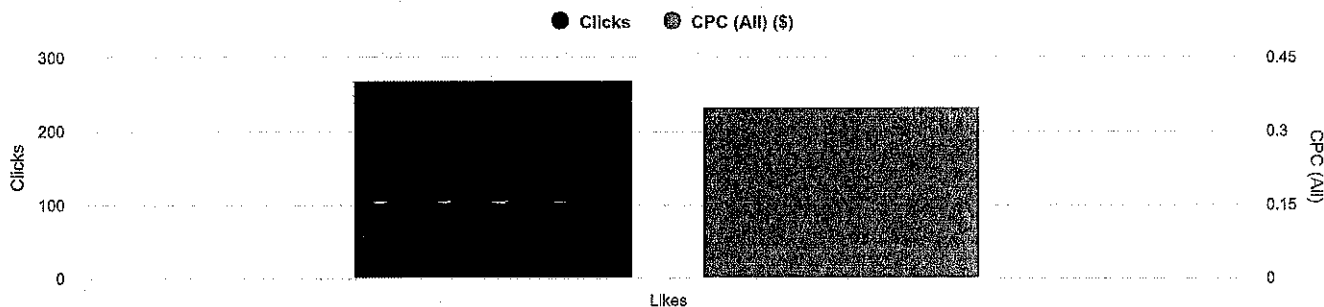 Clicks CPC (All) ($)
300 0.45
200 0.3
100 0.15
0 0
Clicks
CPC (All)
Likes